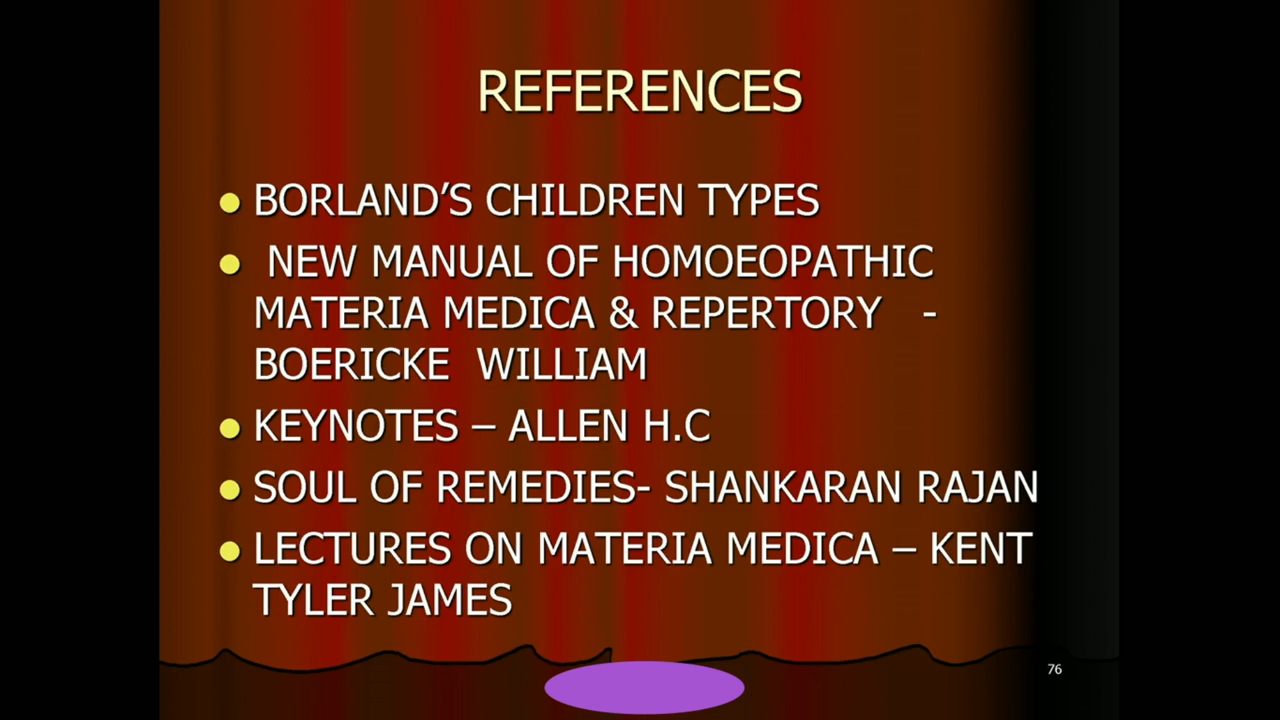 REFERENCES
BORLAND’S CHILDREN TYPES
NEW MANUAL OF HOMOEOPATHIC
MATERIA MEDICA & REPERTORY -
BOERICKE WILLIAM
KEYNOTES – ALLEN H.C
SOUL OF REMEDIES- SHANKARAN RAJAN
LECTURES ON MATERIA MEDICA – KENT
TYLER JAMES
76